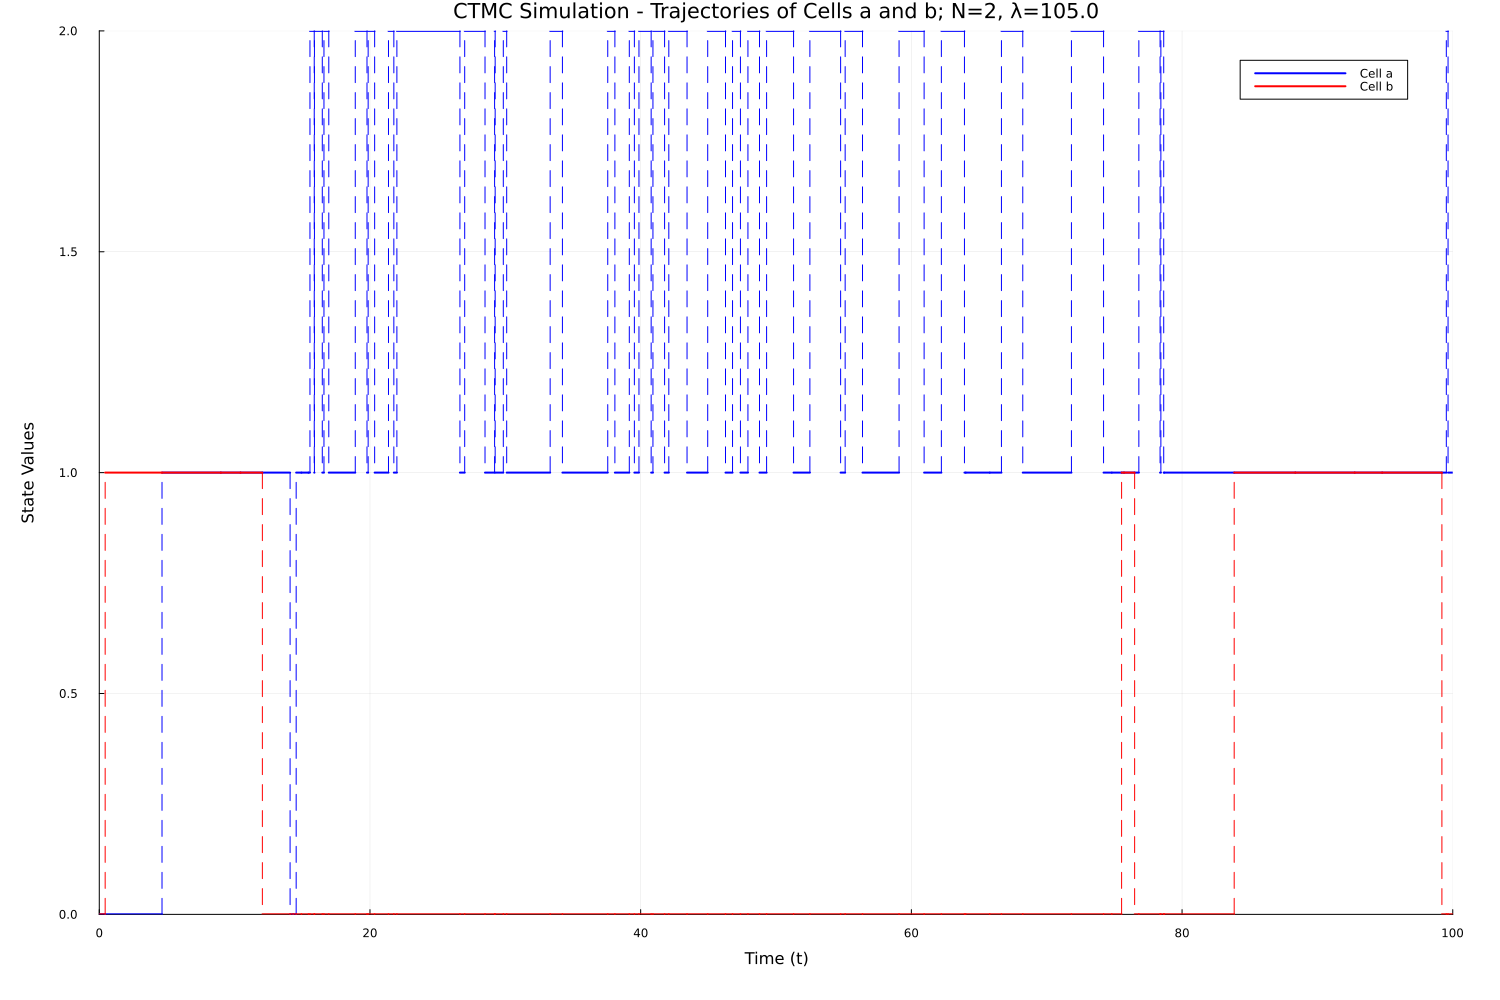 CTMC Simulation - Trajectories of Cells a and b; N=2, λ=105.0
2.0
Cell a
Cell b
1.5
1.0
State Values
0.5
0.0
0 20 40 60 80 100
Time (t)